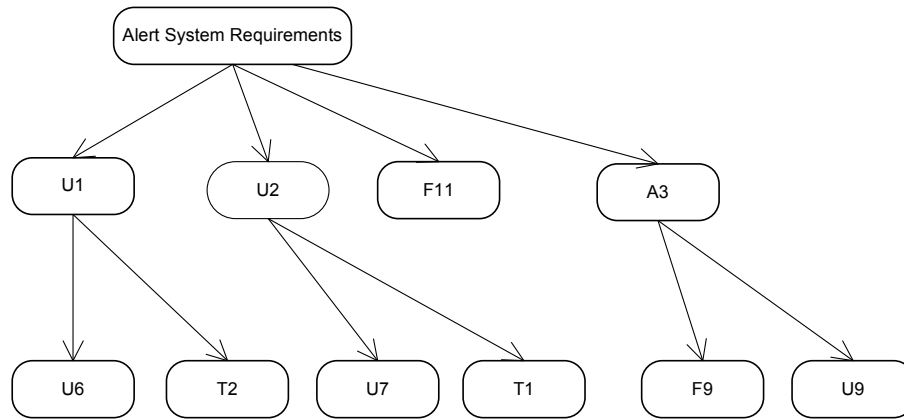 Alert System Requirements
U1
U2
F11
A3
U6
T2
U7
T1
F9
U9